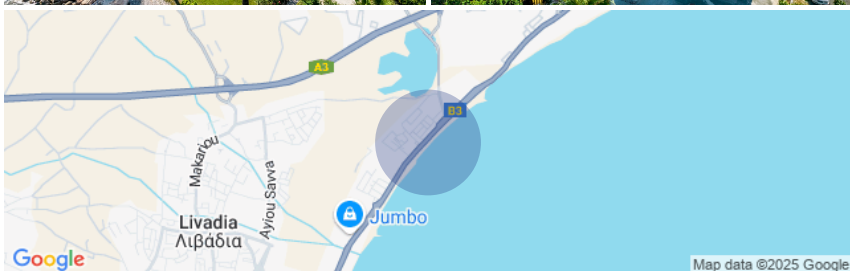 A3
B3
Makariou
Ayiou Savva
Jumbo
Livadia
Λιβάδια
Google
Map data ©2025 Google